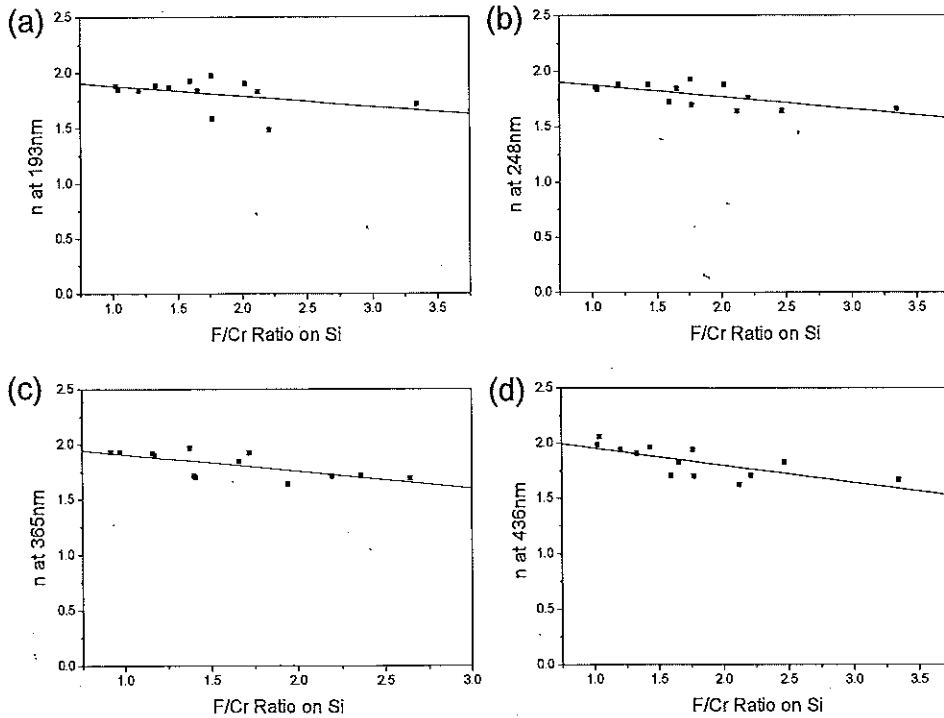 (a)
2.5
2.0
1.5
1.0
0.5
0.0
n at 193nm
1.0 1.5 2.0 2.5 3.0 3.5
F/Cr Ratio on Si
(b)
2.5
2.0
1.5
1.0
0.5
0.0
n at 248nm
1.0 1.5 2.0 2.5 3.0 3.5
F/Cr Ratio on Si
(c)
2.5
2.0
1.5
1.0
0.5
0.0
n at 365nm
1.0 1.5 2.0 2.5 3.0
F/Cr Ratio on Si
(d)
2.5
2.0
1.5
1.0
0.5
0.0
n at 436nm
1.0 1.5 2.0 2.5 3.0 3.5
F/Cr Ratio on Si